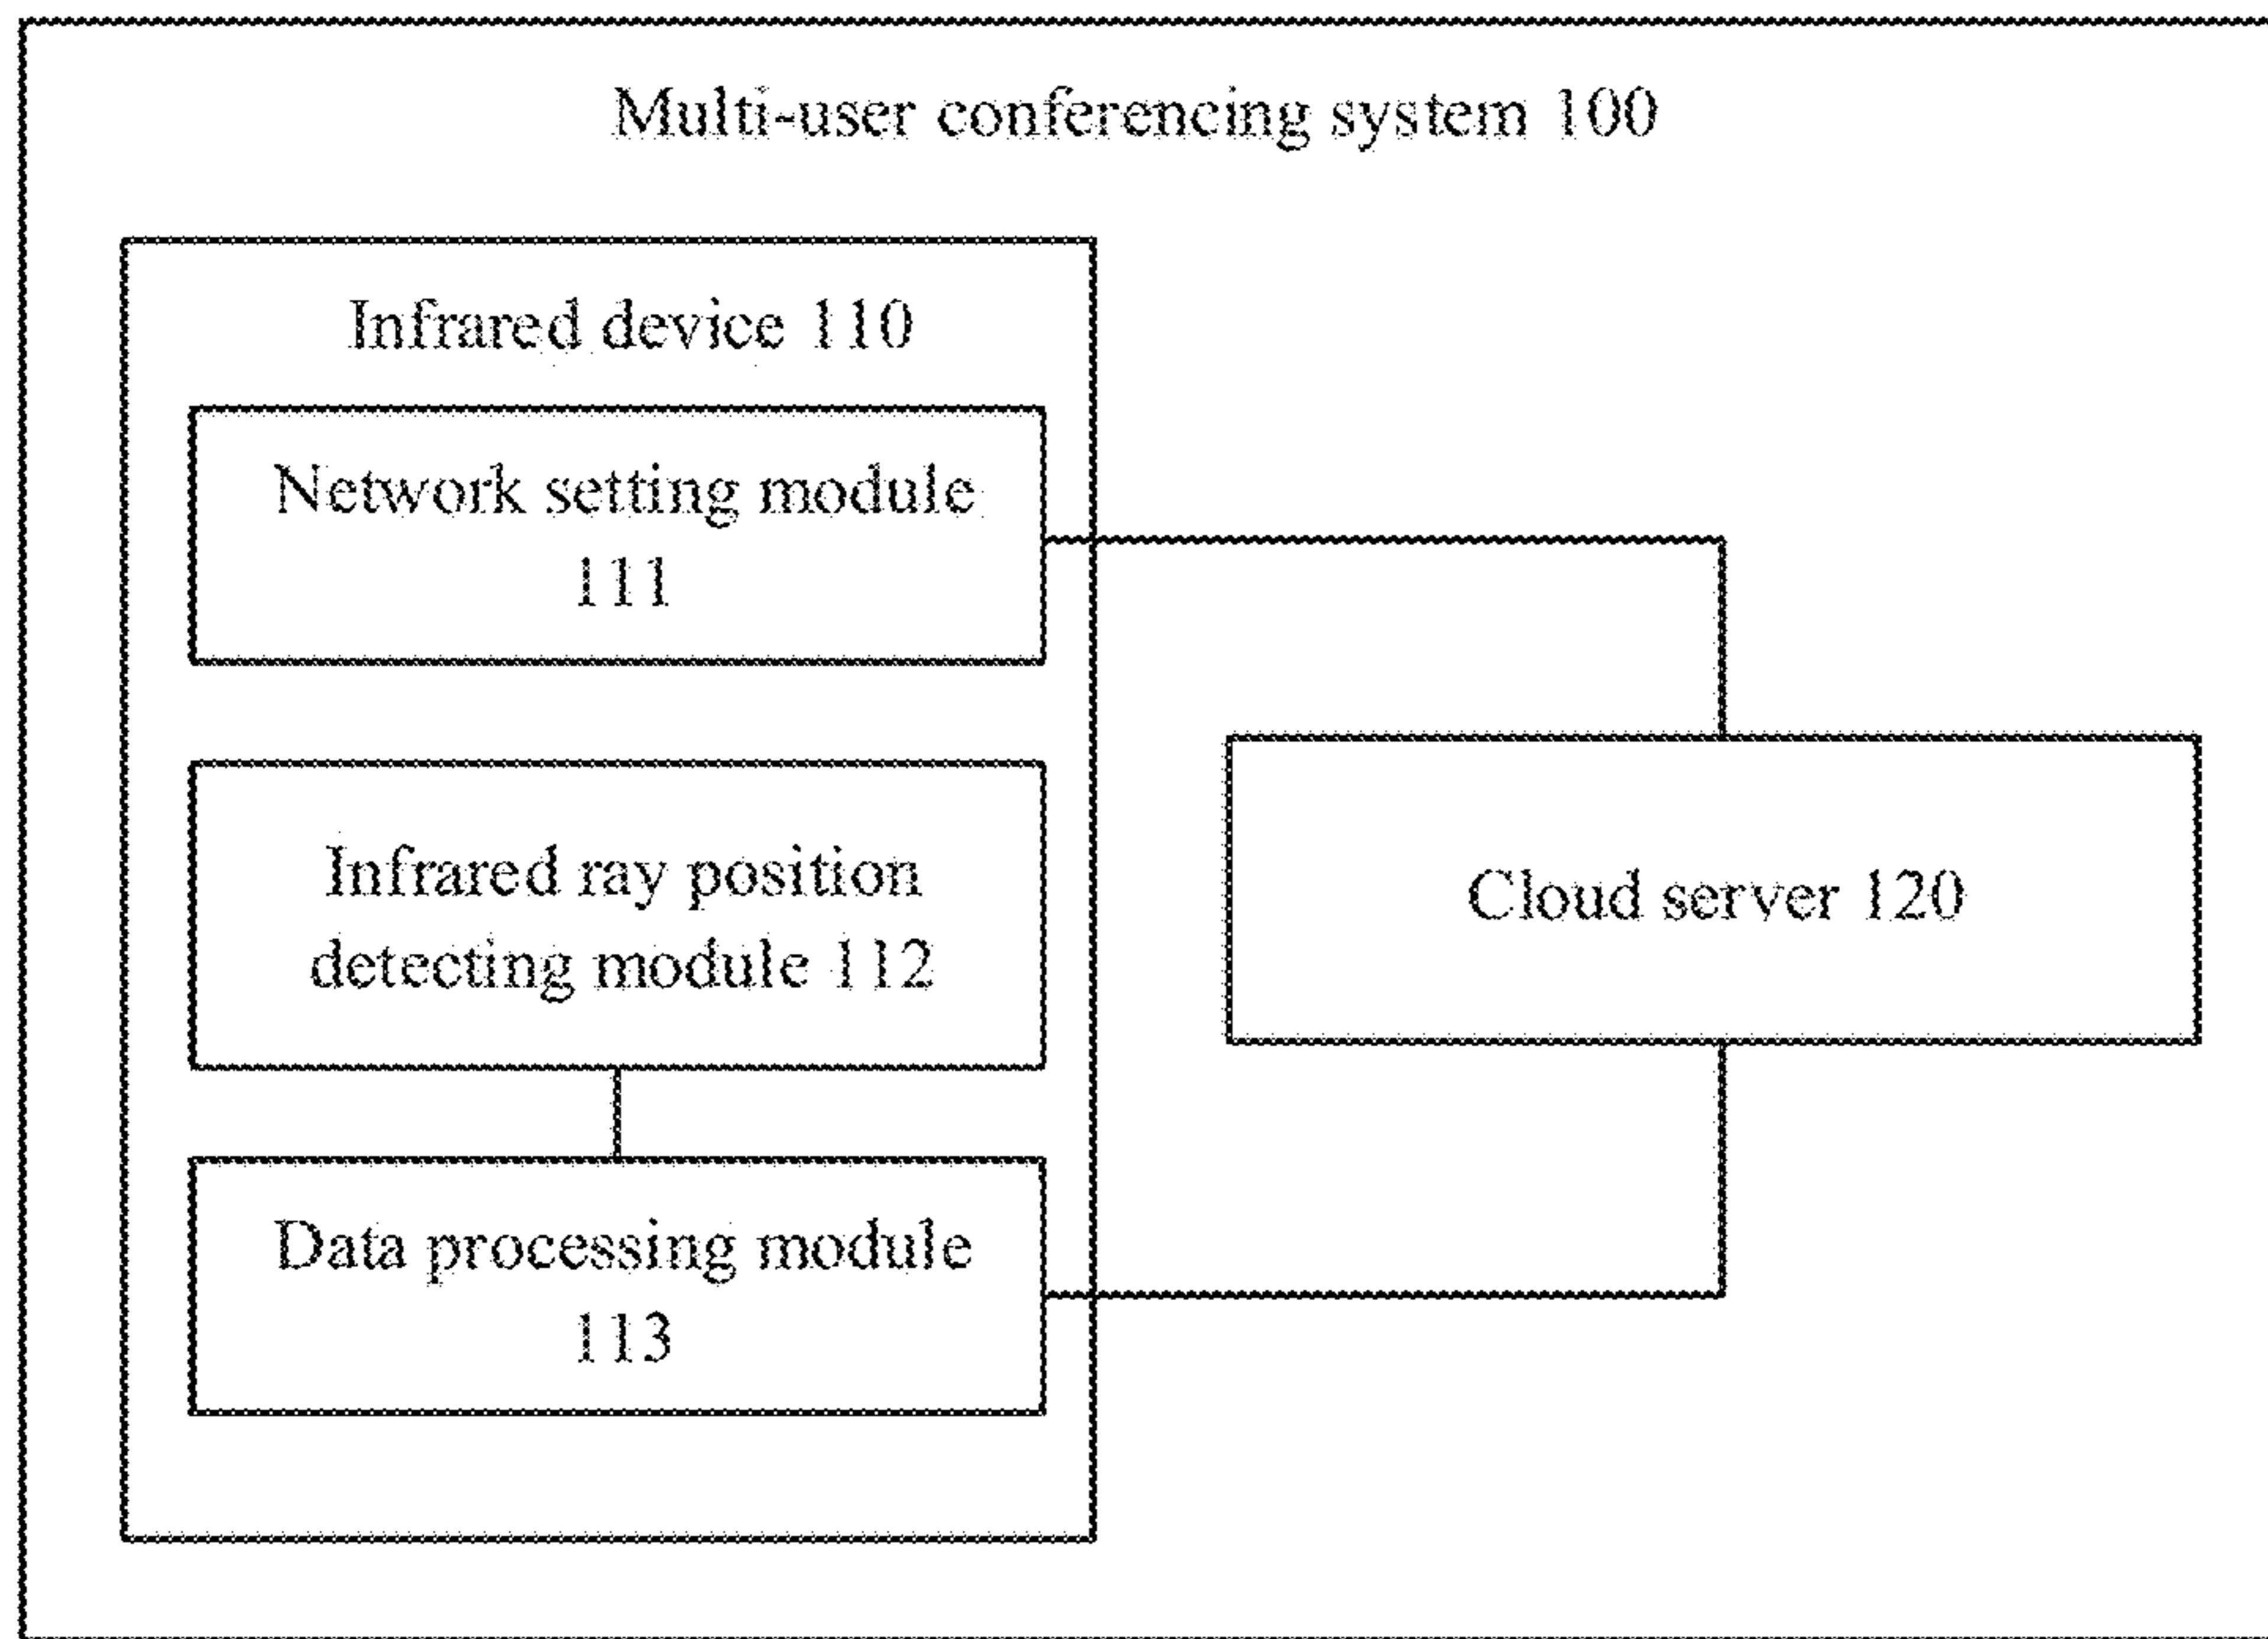 Multi-user conferencing system 100
Infrared device 110
Network setting module
111
Infrared ray position
detecting module 112
Data processing module
113
Cloud server 120